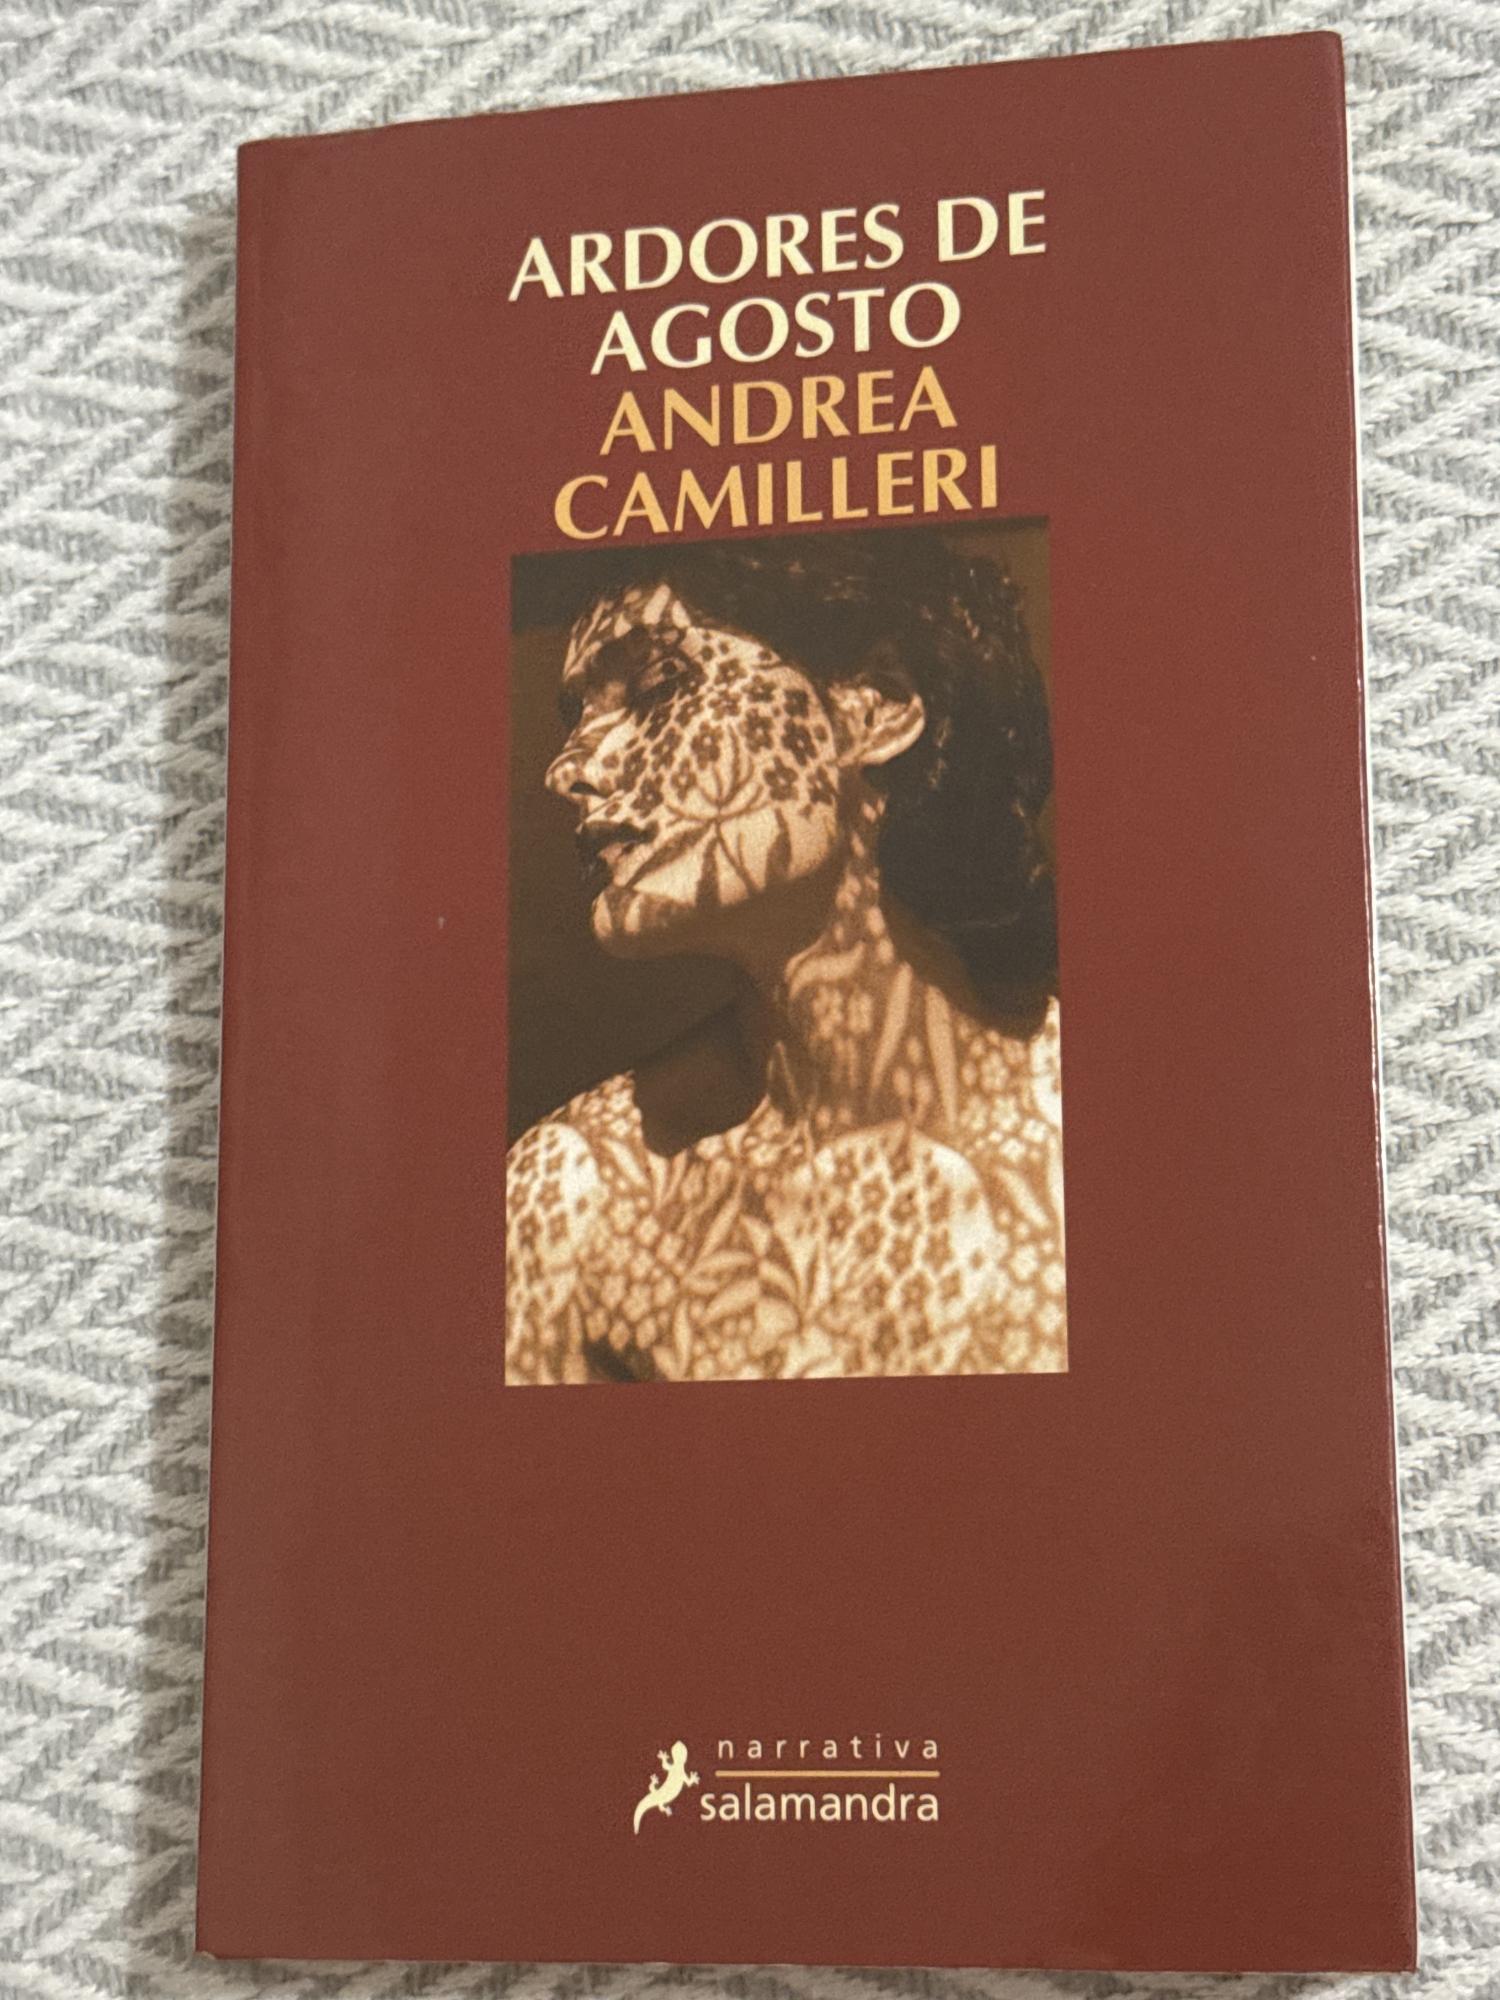 ARDORES DE
AGOSTO
ANDREA
CAMILLERI
narrativa
salamandra